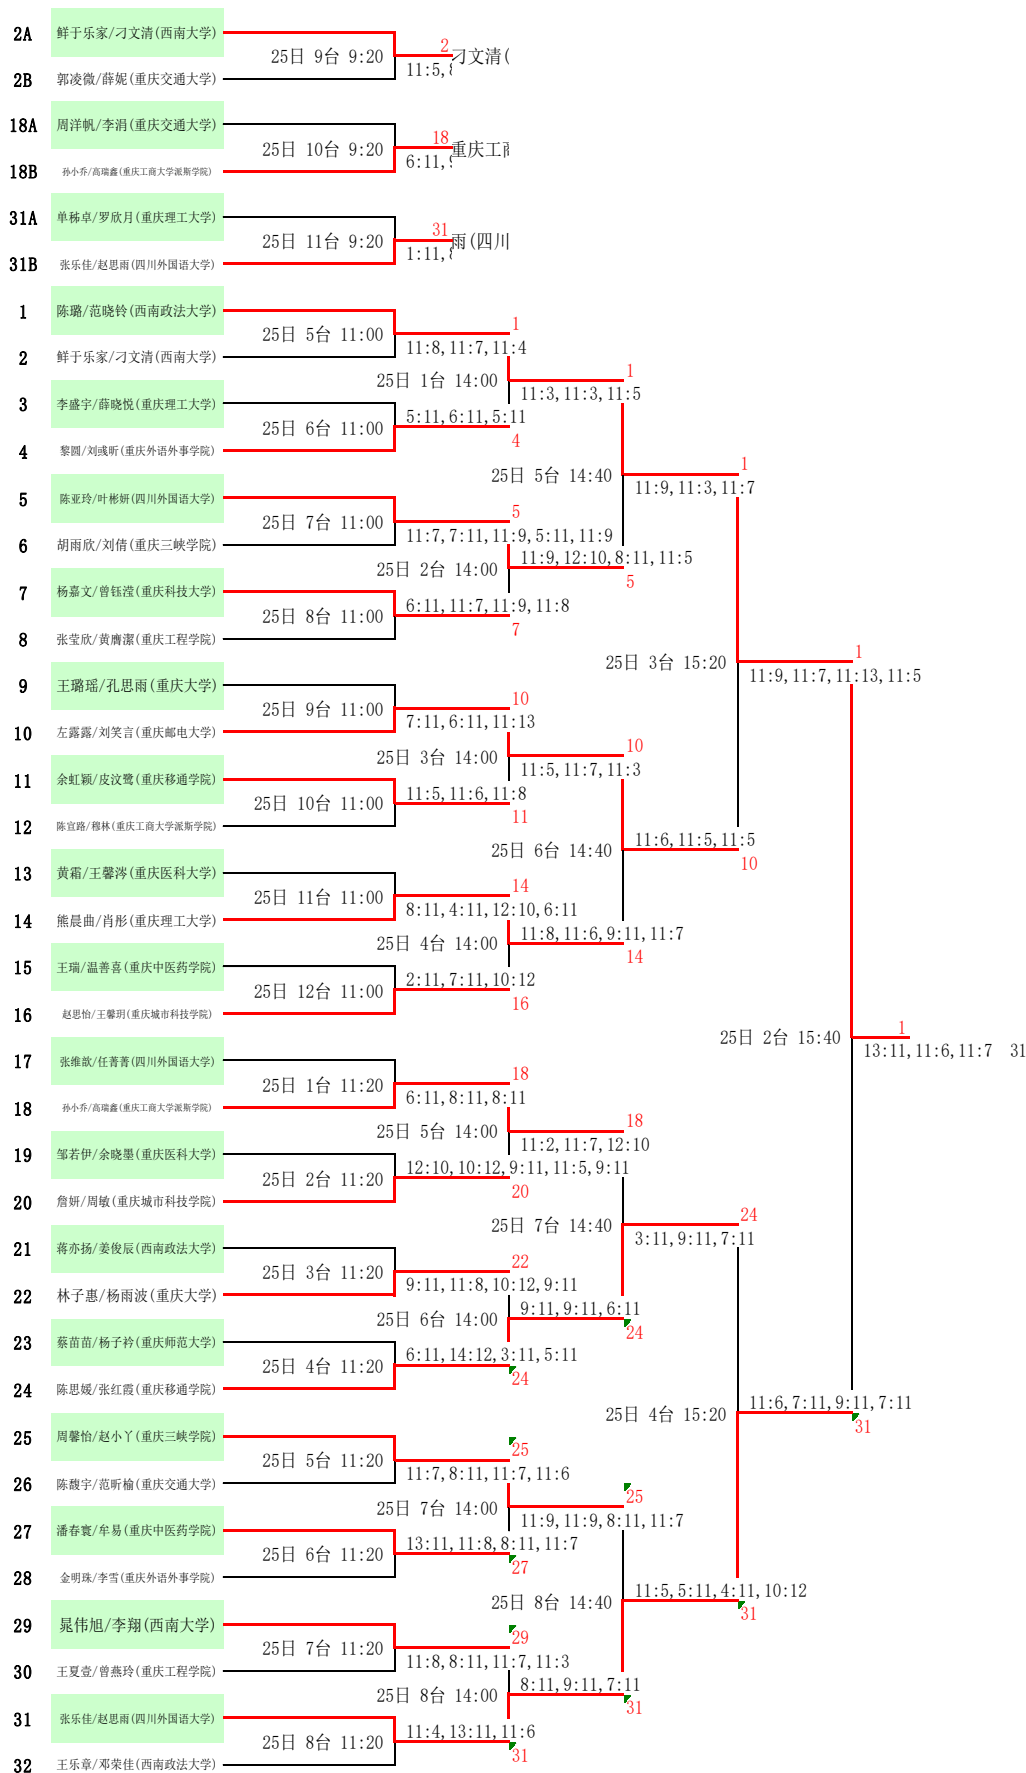 2A 鲜于乐家/刁文清(西南大学)
25日 9台 9:20
2
刁文清(
11:5,
2B 郭凌微/薛妮(重庆交通大学)
18A 周洋帆/李涓(重庆交通大学)
25日 10台 9:20
18
重庆工商
6:11,
18B 孙小乔/高瑞鑫(重庆工商大学派斯学院)
31A 单秭卓/罗欣月(重庆理工大学)
25日 11台 9:20
31
雨(四川
1:11,
31B 张乐佳/赵思雨(四川外国语大学)
1 陈璐/范晓铃(西南政法大学)
25日 5台 11:00
1
11:8,11:7,11:4
2 鲜于乐家/刁文清(西南大学)
25日 1台 14:00
1
11:3,11:3,11:5
3 李盛宇/薛晓悦(重庆理工大学)
25日 6台 11:00
5:11,6:11,5:11
4
4 黎圆/刘彧昕(重庆外语外事学院)
25日 5台 14:40
1
11:9,11:3,11:7
5 陈亚玲/叶彬妍(四川外国语大学)
25日 7台 11:00
5
11:7,7:11,11:9,5:11,11:9
6 胡雨欣/刘倩(重庆三峡学院)
25日 2台 14:00
11:9,12:10,8:11,11:5
5
7 杨嘉文/曾钰滢(重庆科技大学)
25日 8台 11:00
6:11,11:7,11:9,11:8
7
8 张莹欣/黄膺潔(重庆工程学院)
25日 3台 15:20
1
11:9,11:7,11:13,11:5
9 王璐瑶/孔思雨(重庆大学)
25日 9台 11:00
10
7:11,6:11,11:13
10 左露露/刘笑言(重庆邮电大学)
25日 3台 14:00
10
11:5,11:7,11:3
11 余虹颖/皮汶鹭(重庆移通学院)
25日 10台 11:00
11:5,11:6,11:8
11
12 陈宣路/穆林(重庆工商大学派斯学院)
25日 6台 14:40
11:6,11:5,11:5
10
13 黄霜/王馨涔(重庆医科大学)
25日 11台 11:00
14
8:11,4:11,12:10,6:11
14 熊晨曲/肖彤(重庆理工大学)
25日 4台 14:00
11:8,11:6,9:11,11:7
14
15 王瑞/温善喜(重庆中医药学院)
25日 12台 11:00
2:11,7:11,10:12
16
16 赵思怡/王馨玥(重庆城市科技学院)
25日 2台 15:40
1
13:11,11:6,11:7 31
17 张维歆/任菁菁(四川外国语大学)
25日 1台 11:20
18
6:11,8:11,8:11
18 孙小乔/高瑞鑫(重庆工商大学派斯学院)
25日 5台 14:00
18
11:2,11:7,12:10
19 邹若伊/余晓墨(重庆医科大学)
25日 2台 11:20
12:10,10:12,9:11,11:5,9:11
20
20 詹妍/周敏(重庆城市科技学院)
25日 7台 14:40
24
3:11,9:11,7:11
21 蒋亦扬/姜俊辰(西南政法大学)
25日 3台 11:20
22
9:11,11:8,10:12,9:11
22 林子惠/杨雨波(重庆大学)
25日 6台 14:00
9:11,9:11,6:11
24
23 蔡苗苗/杨子衿(重庆师范大学)
25日 4台 11:20
6:11,14:12,3:11,5:11
24
24 陈思媛/张红霞(重庆移通学院)
25日 4台 15:20
11:6,7:11,9:11,7:11
31
25 周馨怡/赵小丫(重庆三峡学院)
25日 5台 11:20
25
11:7,8:11,11:7,11:6
26 陈馥宇/范昕榆(重庆交通大学)
25日 7台 14:00
25
11:9,11:9,8:11,11:7
27 潘春寰/牟易(重庆中医药学院)
25日 6台 11:20
13:11,11:8,8:11,11:7
27
28 金明珠/李雪(重庆外语外事学院)
25日 8台 14:40
11:5,5:11,4:11,10:12
31
29 晁伟旭/李翔(西南大学)
25日 7台 11:20
29
11:8,8:11,11:7,11:3
30 王夏壹/曾燕玲(重庆工程学院)
25日 8台 14:00
8:11,9:11,7:11
31
31 张乐佳/赵思雨(四川外国语大学)
25日 8台 11:20
11:4,13:11,11:6
31
32 王乐章/邓荣佳(西南政法大学)